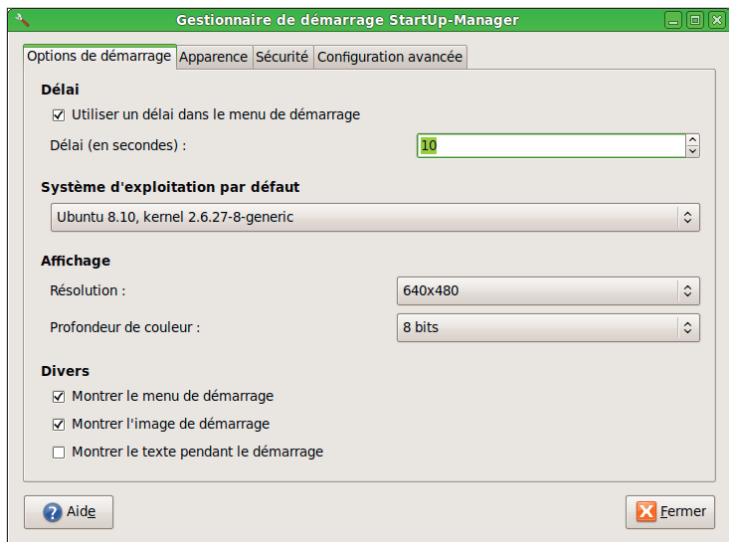 Gestionnaire de démarrage StartUp-Manager
Options de démarrage Apparence Sécurité Configuration avancée
Délai
Utiliser un délai dans le menu de démarrage
Délai (en secondes) : 10
Système d'exploitation par défaut
Ubuntu 8.10, kernel 2.6.27-8-generic
Affichage
Résolution : 640x480
Profondeur de couleur : 8 bits
Divers
Montrer le menu de démarrage
Montrer l'image de démarrage
Montrer le texte pendant le démarrage
Aide Fermer